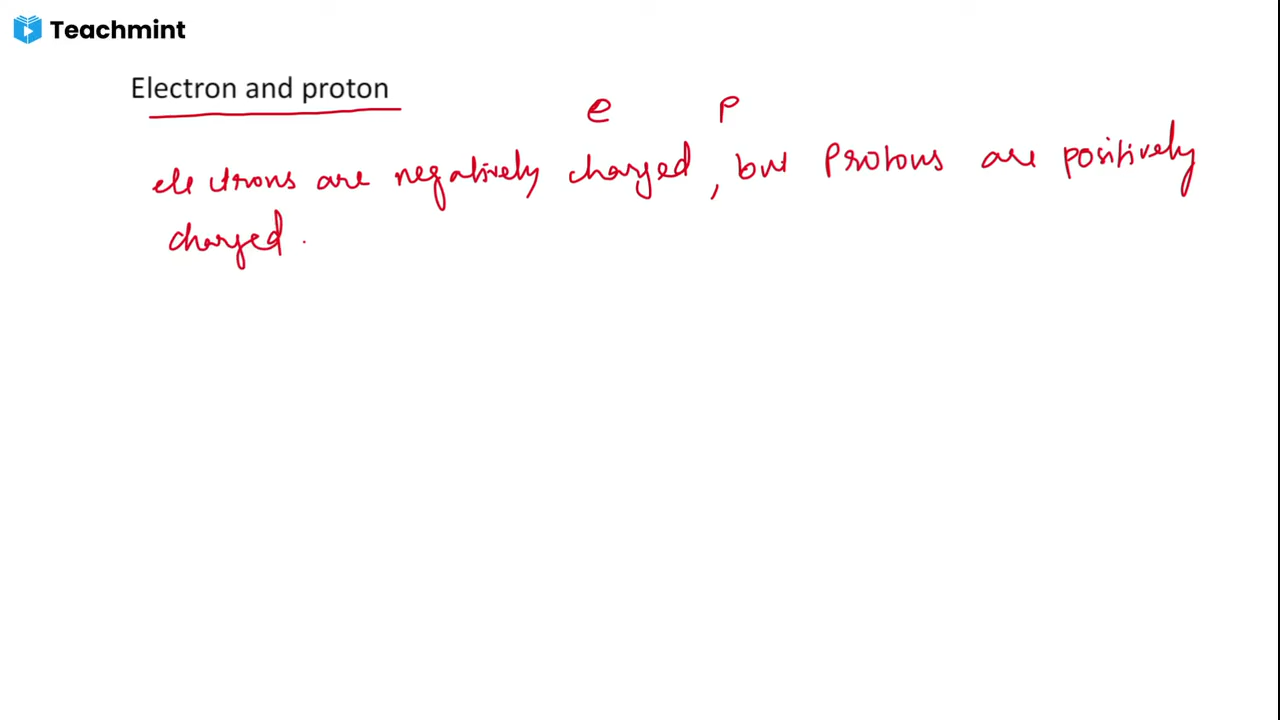 Teachmint
Electron and proton
e P
electrons are negatively charged, but Protons are positively
charged.